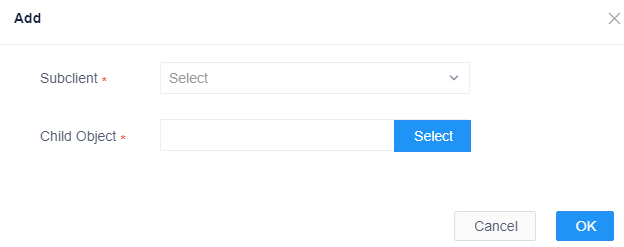 Add
Subclient * Select
Child Object * Select
Cancel OK